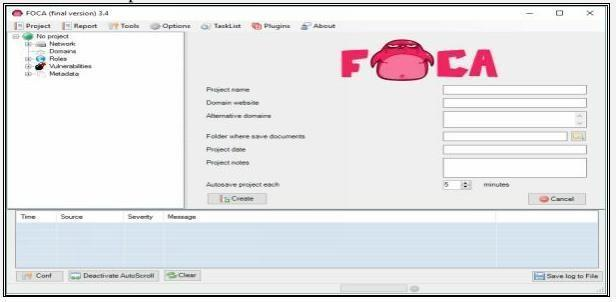 FOCA (final version) 3.4
Project Report Tools Options TaskList Plugins About
No project
Network
Domains
Roles
Vulnerabilities
Metadata
FOCA
Project name
Domain website
Alternative domains
Folder where save documents
Project date
Project notes
Autosave project each 5 minutes
Create Cancel
Time Source Severity Message
Conf Deactivate AutoScroll Clear Save log to File